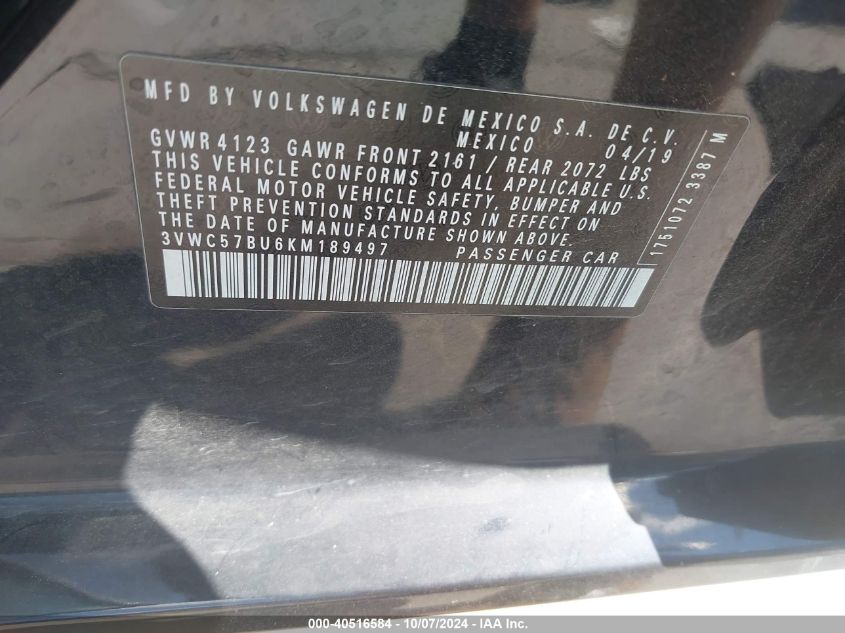 MFD BY VOLKSWAGEN DE MEXICO S.A. DE C.V.
MEXICO 04/19
GVWR 4123 GAWR FRONT 2161 / REAR 2072 LBS
THIS VEHICLE CONFORMS TO ALL APPLICABLE U.S.
FEDERAL MOTOR VEHICLE SAFETY, BUMPER AND
THEFT PREVENTION STANDARDS IN EFFECT ON
THE DATE OF MANUFACTURE SHOWN ABOVE.
3VWC57BU6KM189497 PASSENGER CAR
1751072 3387 M
000-40516584 - 10/07/2024 - IAA Inc.